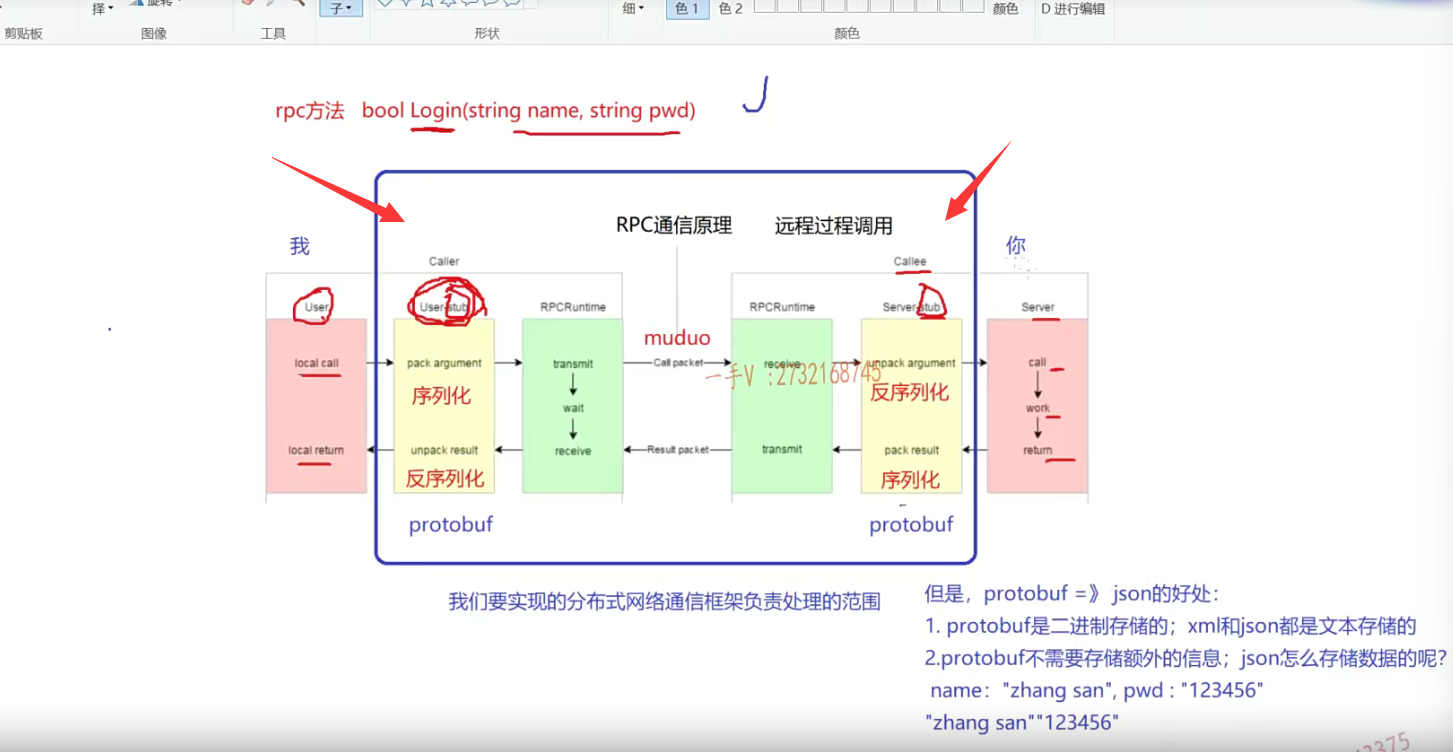 择 旋转 子 细 色 1 色 2 颜色 D 进行编辑
剪贴板 图像 工具 形状 颜色
rpc方法 bool Login(string name, string pwd)
RPC通信原理 远程过程调用
我 你
Caller Callee
User User-stub RPCRuntime RPCRuntime Server-stub Server
muduo
local call pack argument transmit Call packet receive unpack argument call
一手V :2732168745
序列化 反序列化
wait work
local return unpack result receive Result packet transmit pack result return
反序列化 序列化
protobuf protobuf
我们要实现的分布式网络通信框架负责处理的范围
但是，protobuf =》 json的好处：
1. protobuf是二进制存储的；xml和json都是文本存储的
2.protobuf不需要存储额外的信息；json怎么存储数据的呢？
name："zhang san", pwd : "123456"
"zhang san""123456"